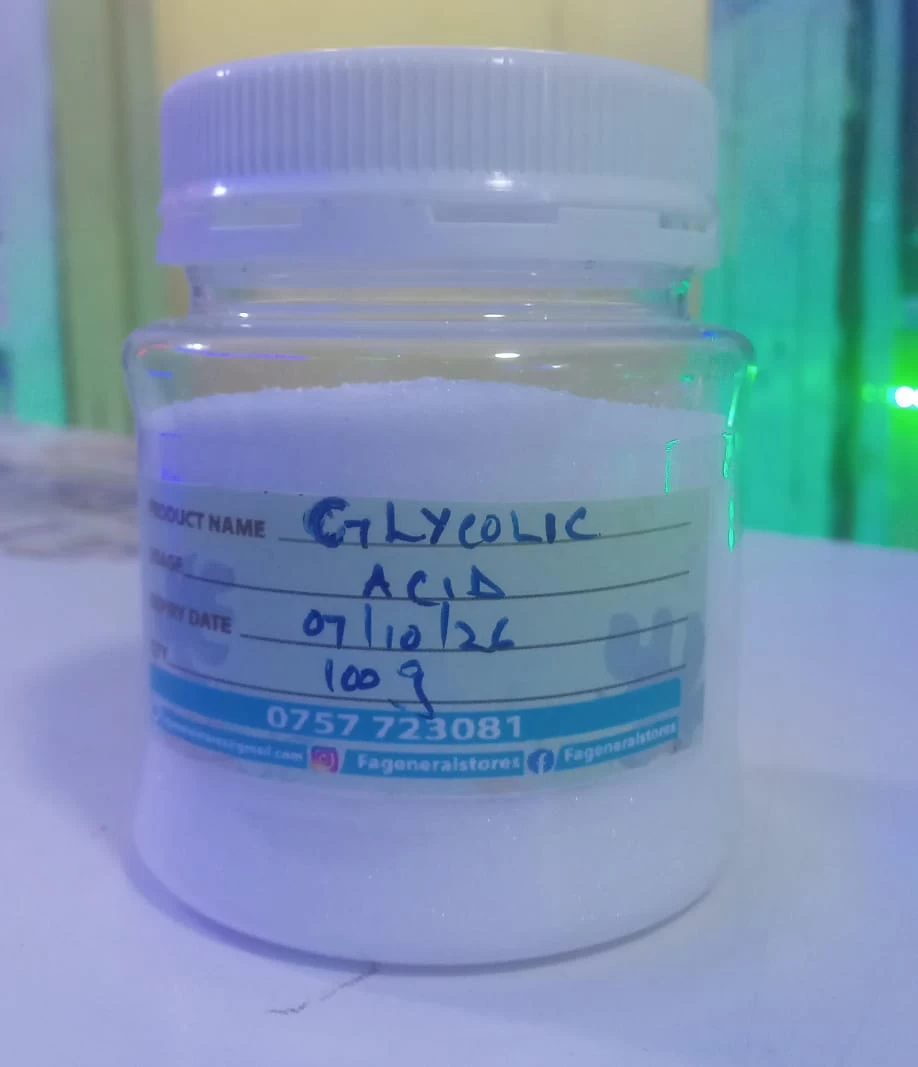 PRODUCT NAME GLYCOLIC
ACID
EXPIRY DATE 07/10/26
100g
0757 723081
Fageneralstores Fageneralstores